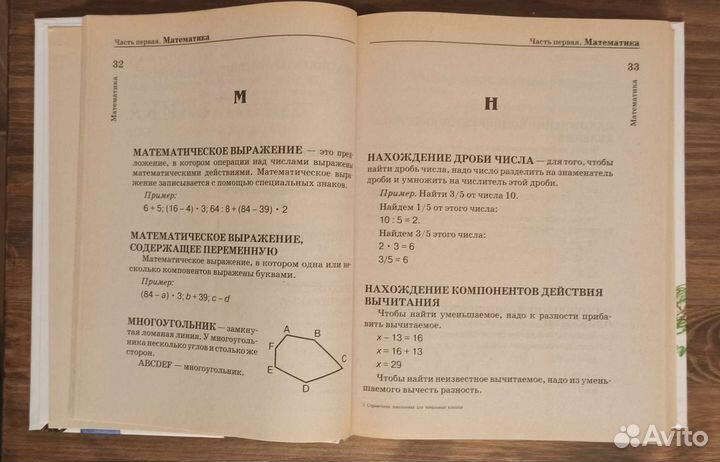 Часть первая. Математика
32
Математика
М
МАТЕМАТИЧЕСКОЕ ВЫРАЖЕНИЕ — это пред-
ложение, в котором операции над числами выражены
математическими действиями. Математическое выра-
жение записывается с помощью специальных знаков.
Пример:
6 + 5; (16 – 4) · 3; 64 : 8 + (84 – 39) · 2
МАТЕМАТИЧЕСКОЕ ВЫРАЖЕНИЕ,
СОДЕРЖАЩЕЕ ПЕРЕМЕННУЮ
Математическое выражение, в котором одна или не-
сколько компонентов выражены буквами.
Пример:
(84 – a) · 3; b + 39; c – d
МНОГОУГОЛЬНИК — замкну-
тая ломаная линия. У многоуголь-
ника несколько углов и столько же
сторон.
ABCDEF — многоугольник.
A
B
F
C
E
D
Часть первая. Математика
33
Математика
Н
НАХОЖДЕНИЕ ДРОБИ ЧИСЛА — для того, чтобы
найти дробь числа, надо число разделить на знаменатель
дроби и умножить на числитель этой дроби.
Пример. Найти 3/5 от числа 10.
Найдем 1/5 от этого числа:
10 : 5 = 2.
Найдем 3/5 от этого числа:
2 · 3 = 6
3/5 = 6
НАХОЖДЕНИЕ КОМПОНЕНТОВ ДЕЙСТВИЯ
ВЫЧИТАНИЯ
Чтобы найти уменьшаемое, надо к разности приба-
вить вычитаемое.
x – 13 = 16
x = 16 + 13
x = 29
Чтобы найти неизвестное вычитаемое, надо из умень-
шаемого вычесть разность.
Справочник школьника для начальных классов
Avito